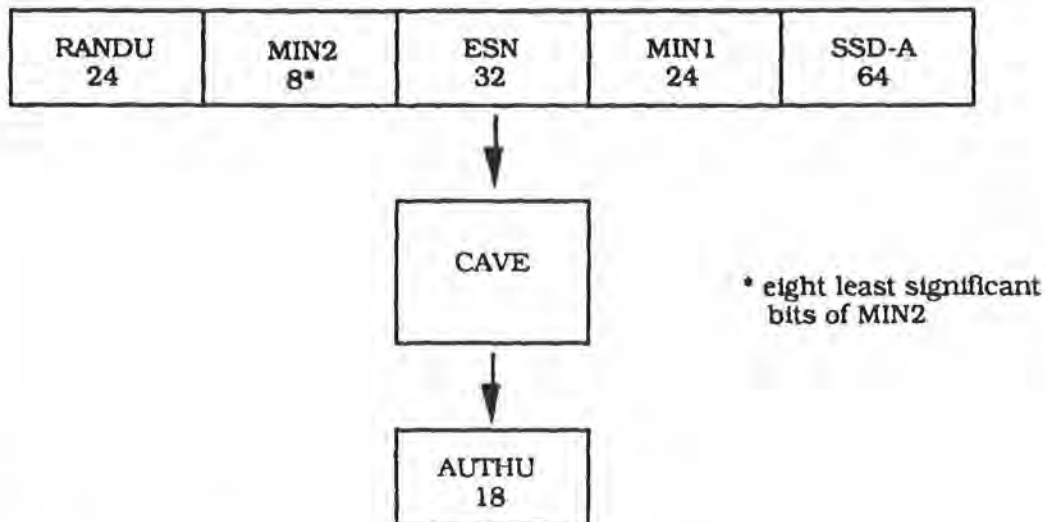 RANDU
24
MIN2
8*
ESN
32
MIN1
24
SSD-A
64
CAVE
* eight least significant
bits of MIN2
AUTHU
18